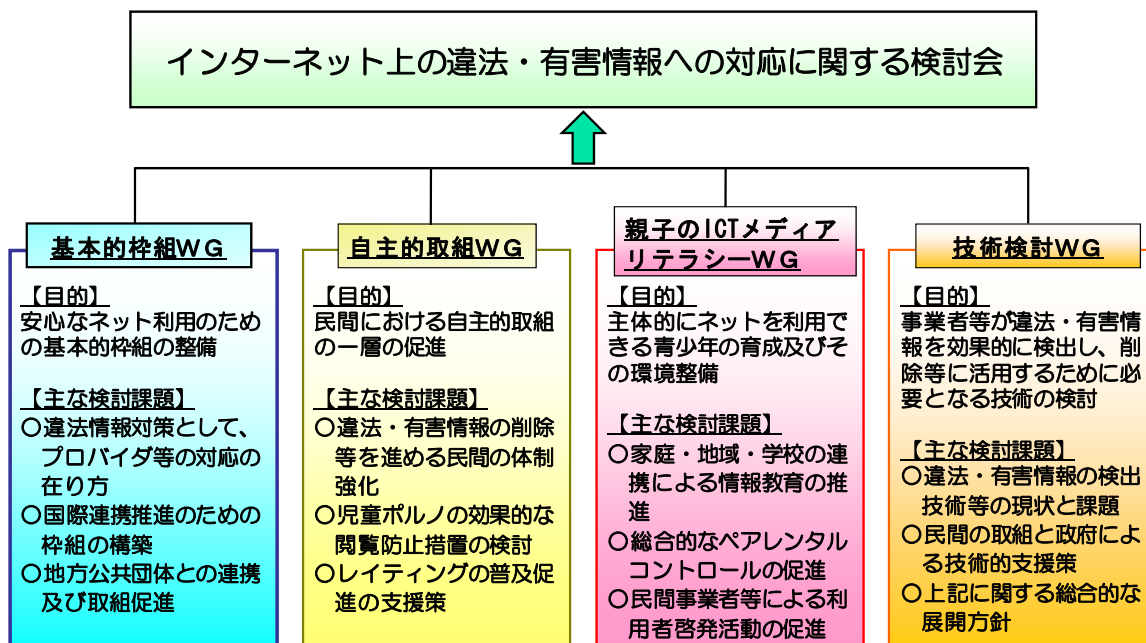 インターネット上の違法・有害情報への対応に関する検討会
基本的枠組WG
【目的】
安心なネット利用のため
の基本的枠組の整備
【主な検討課題】
○違法情報対策として、
プロバイダ等の対応の
在り方
○国際連携推進のための
枠組の構築
○地方公共団体との連携
及び取組促進
自主的取組WG
【目的】
民間における自主的取組
の一層の促進
【主な検討課題】
○違法・有害情報の削除
等を進める民間の体制
強化
○児童ポルノの効果的な
閲覧防止措置の検討
○レイティングの普及促
進の支援策
親子のICTメディア
リテラシーWG
【目的】
主体的にネットを利用で
きる青少年の育成及びそ
の環境整備
【主な検討課題】
○家庭・地域・学校の連
携による情報教育の推
進
○総合的なペアレンタル
コントロールの促進
○民間事業者等による利
用者啓発活動の促進
技術検討WG
【目的】
事業者等が違法・有害情
報を効果的に検出し、削
除等に活用するために必
要となる技術の検討
【主な検討課題】
○違法・有害情報の検出
技術等の現状と課題
○民間の取組と政府によ
る技術的支援策
○上記に関する総合的な
展開方針